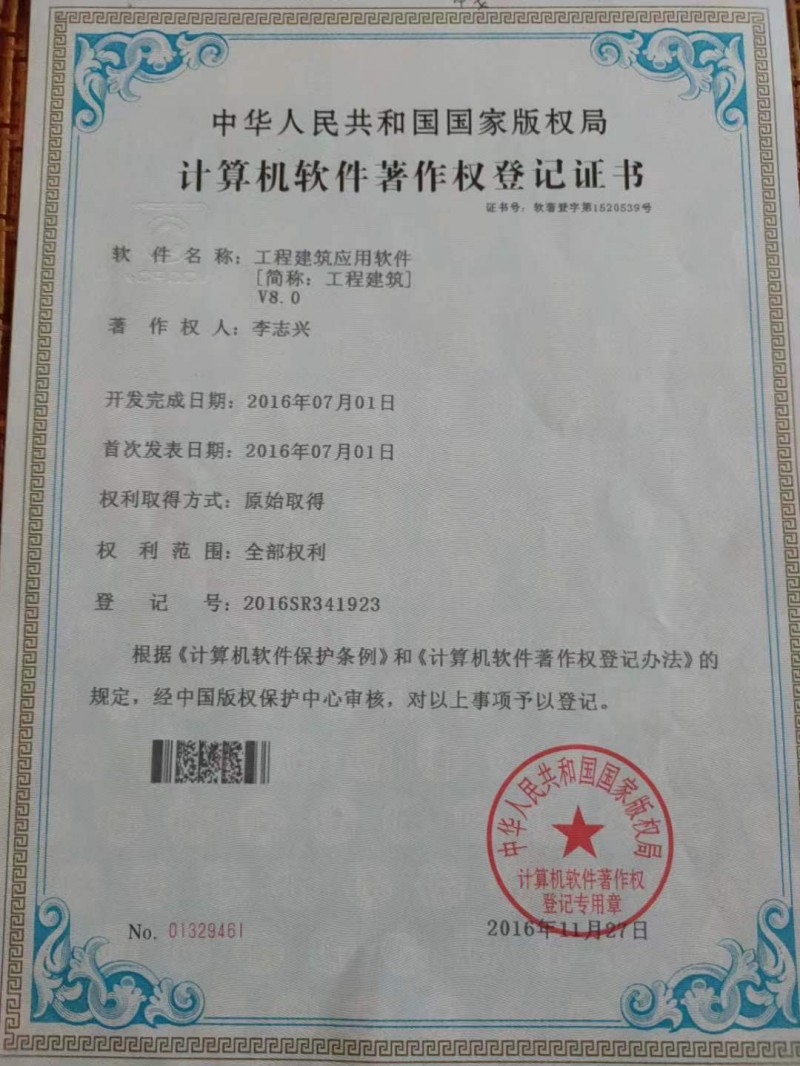 中华人民共和国国家版权局
计算机软件著作权登记证书
证书号：软著登字第1520539号
软件名称：工程建筑应用软件
[简称：工程建筑]
V8.0
著作权人：李志兴
开发完成日期：2016年07月01日
首次发表日期：2016年07月01日
权利取得方式：原始取得
权利范围：全部权利
登记号：2016SR341923
根据《计算机软件保护条例》和《计算机软件著作权登记办法》的
规定，经中国版权保护中心审核，对以上事项予以登记。
中华人民共和国国家版权局
计算机软件著作权
登记专用章
No. 01329461
2016年11月27日